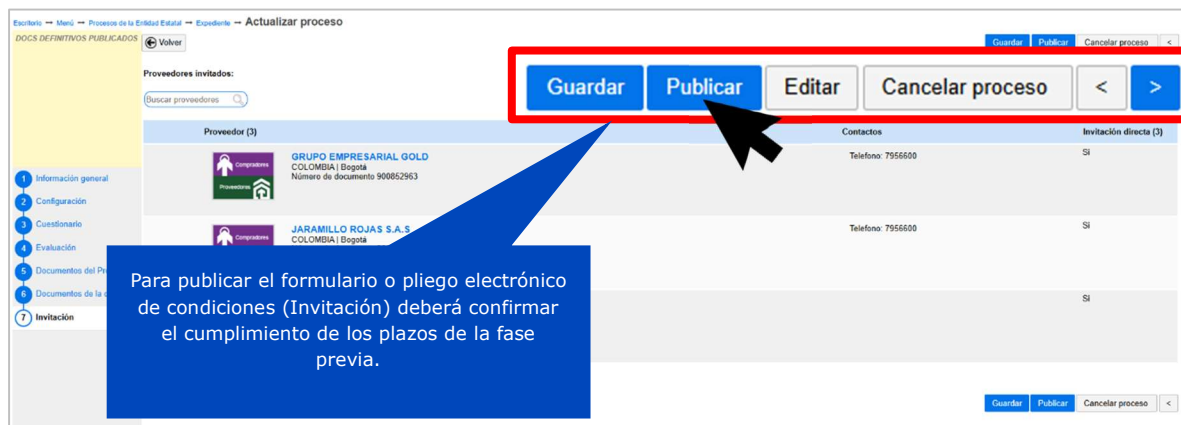 Escritorio → Menú → Procesos de la Entidad Estatal → Expediente → Actualizar proceso
DOCS DEFINITIVOS PUBLICADOS
Volver
Guardar Publicar Cancelar proceso <
Proveedores invitados:
Buscar proveedores
Guardar Publicar Editar Cancelar proceso < >
Proveedor (3) Contactos Invitación directa (3)
Compradores
Proveedores
GRUPO EMPRESARIAL GOLD
COLOMBIA | Bogotá
Número de documento 900852963
Telefono: 7956600
Si
Compradores
JARAMILLO ROJAS S.A.S
COLOMBIA | Bogotá
Telefono: 7956600
Si
Si
1 Información general
2 Configuración
3 Cuestionario
4 Evaluación
5 Documentos del
6 Documentos de la
7 Invitación
Para publicar el formulario o pliego electrónico
de condiciones (Invitación) deberá confirmar
el cumplimiento de los plazos de la fase
previa.
Guardar Publicar Cancelar proceso <